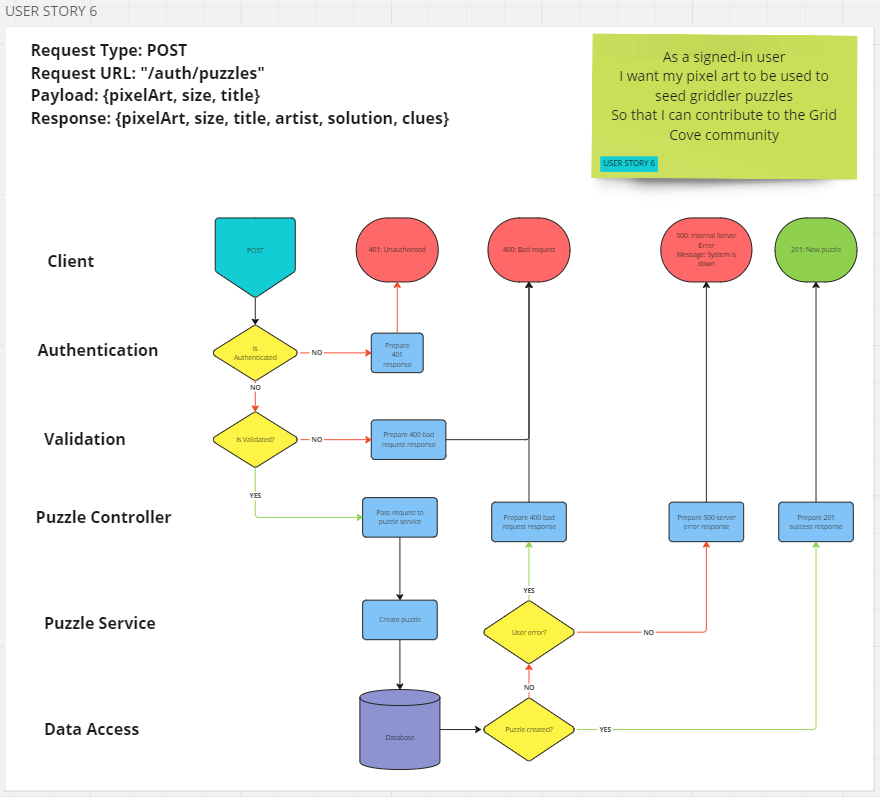 USER STORY 6
Request Type: POST
Request URL: "/auth/puzzles"
Payload: {pixelArt, size, title}
Response: {pixelArt, size, title, artist, solution, clues}
As a signed-in user
I want my pixel art to be used to
seed griddler puzzles
So that I can contribute to the Grid
Cove community
USER STORY 6
Client
POST
401: Unauthorised
400: Bad request
500: Internal Server
Error
Message: System is
down
201: New puzzle
Authentication
Is
Authenticated
NO
Prepare
401
response
NO
Validation
Is Validated?
NO
Prepare 400 bad
request response
YES
Puzzle Controller
Pass request to
puzzle service
Prepare 400 bad
request response
Prepare 500 server
error response
Prepare 201
success response
YES
Puzzle Service
Create puzzle
User error?
NO
NO
Data Access
Database
Puzzle created?
YES